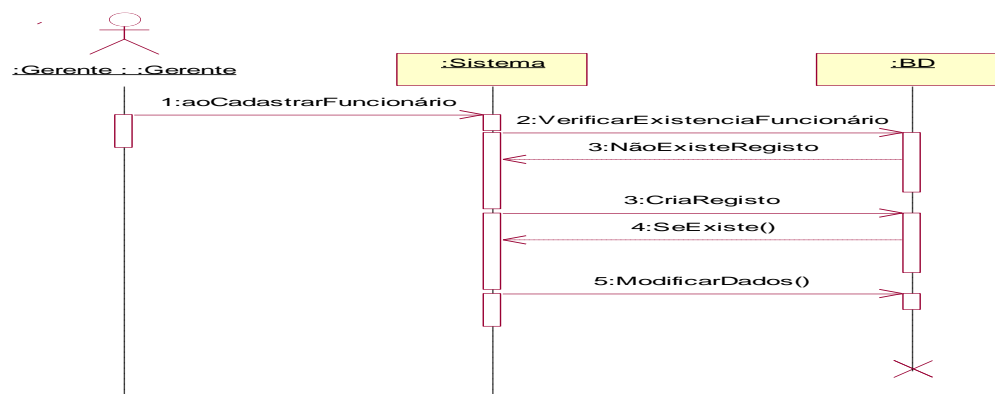 :Gerente : :Gerente
:Sistema
:BD
1:aoCadastrarFuncionário
2:VerificarExistenciaFuncionário
3:NãoExisteRegisto
3:CriaRegisto
4:SeExiste()
5:ModificarDados()